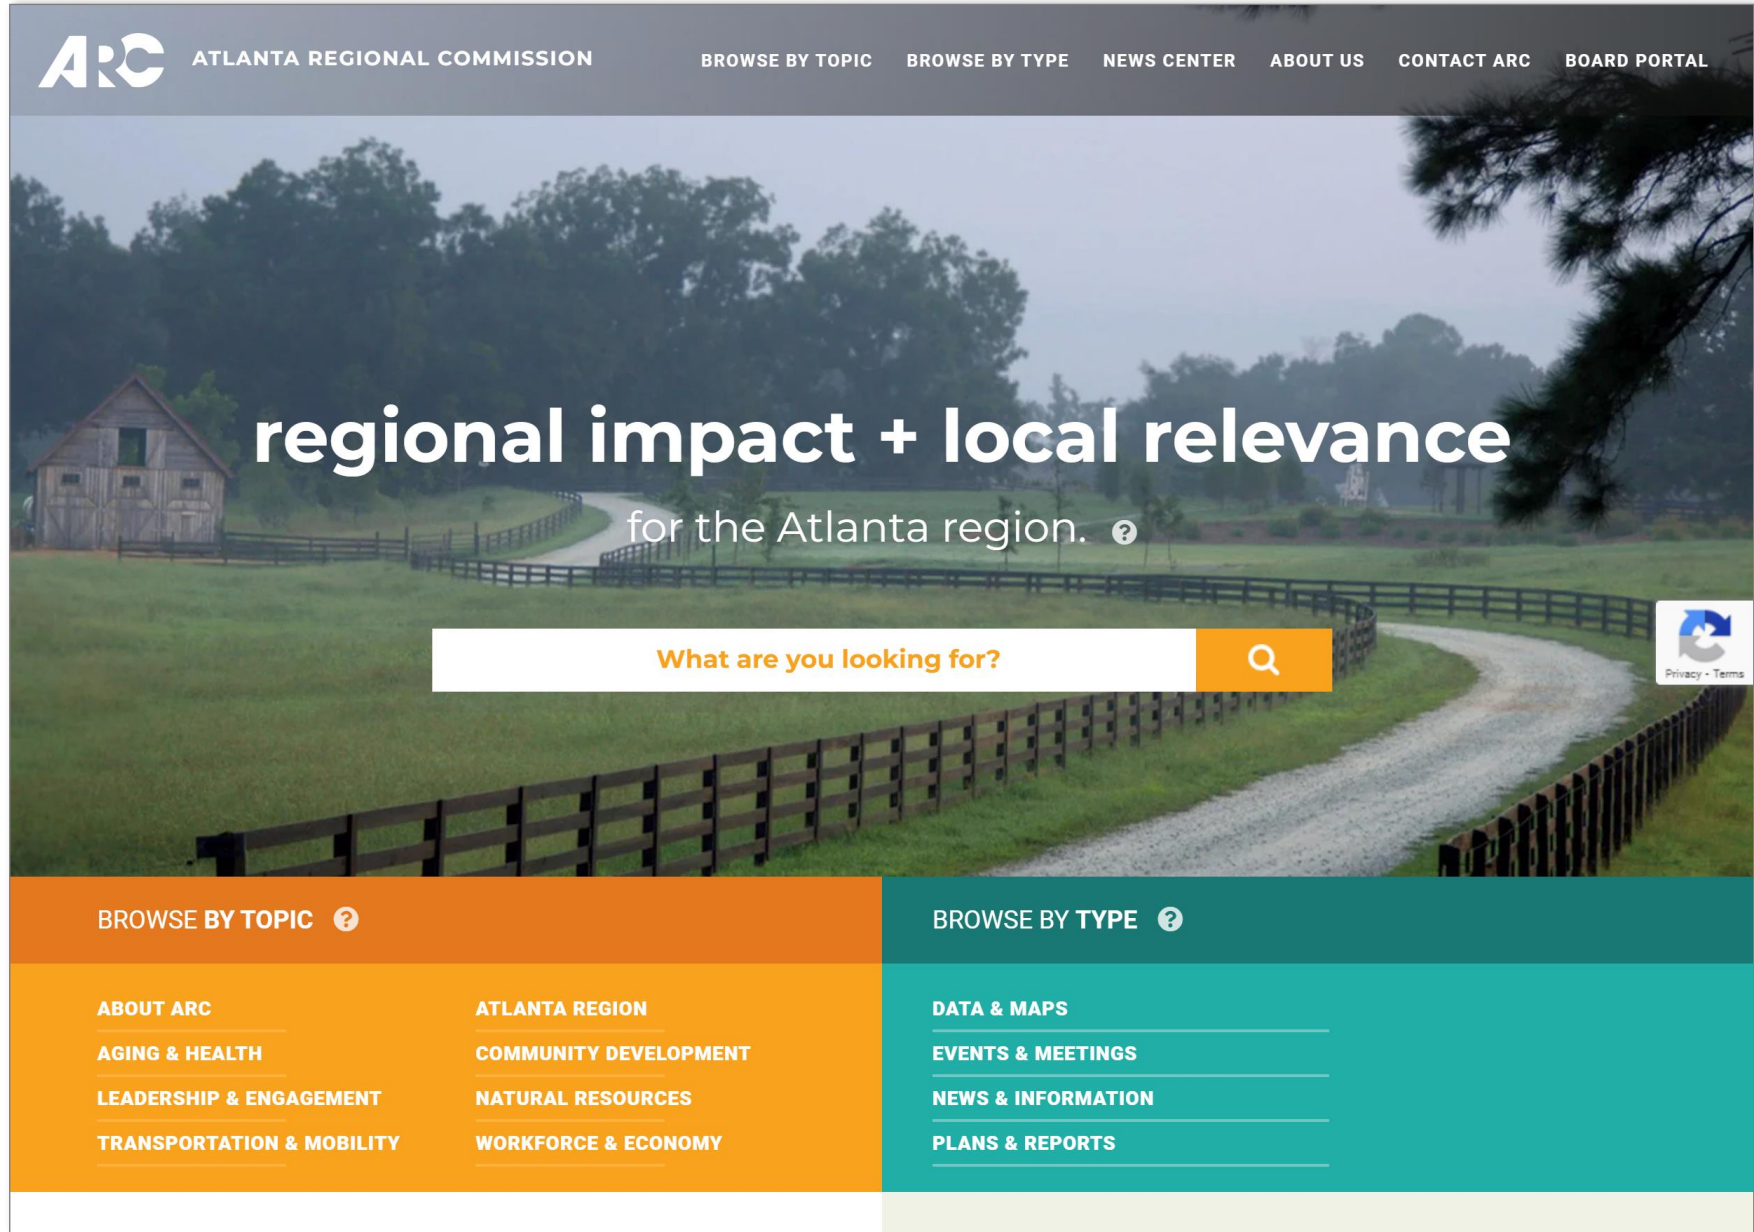 ARC ATLANTA REGIONAL COMMISSION
BROWSE BY TOPIC BROWSE BY TYPE NEWS CENTER ABOUT US CONTACT ARC BOARD PORTAL
regional impact + local relevance
for the Atlanta region. ?
What are you looking for?
Privacy - Terms
BROWSE BY TOPIC ?
ABOUT ARC
AGING & HEALTH
LEADERSHIP & ENGAGEMENT
TRANSPORTATION & MOBILITY
ATLANTA REGION
COMMUNITY DEVELOPMENT
NATURAL RESOURCES
WORKFORCE & ECONOMY
BROWSE BY TYPE ?
DATA & MAPS
EVENTS & MEETINGS
NEWS & INFORMATION
PLANS & REPORTS